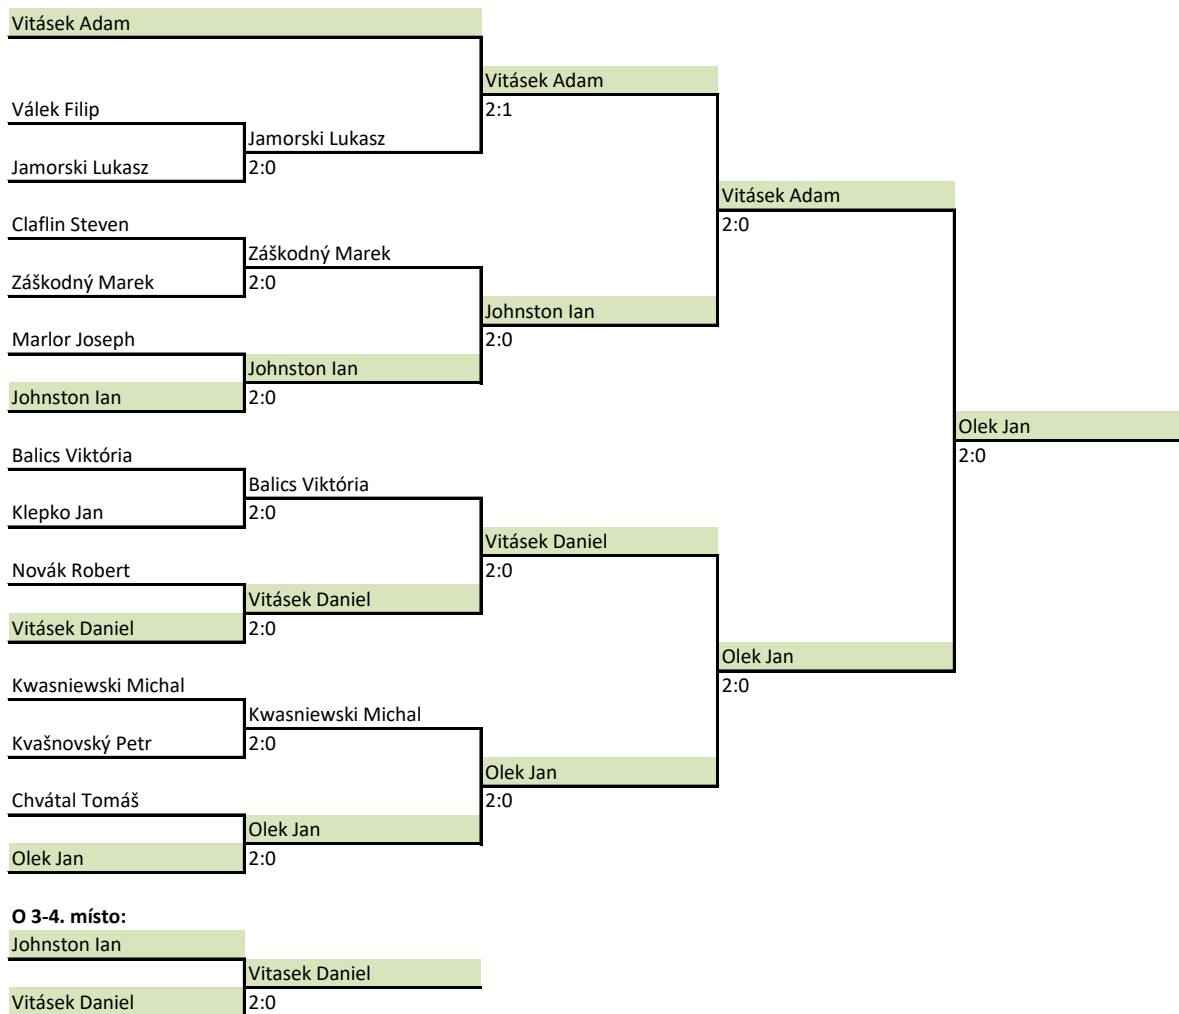 Vitásek Adam
Vitásek Adam
Válek Filip
2:1
Jamorski Lukasz
Jamorski Lukasz
2:0
Vitásek Adam
Claflin Steven
2:0
Záškodný Marek
Záškodný Marek
2:0
Johnston Ian
Marlor Joseph
2:0
Johnston Ian
Johnston Ian
2:0
Olek Jan
Balics Viktória
2:0
Balics Viktória
Klepko Jan
2:0
Vitásek Daniel
Novák Robert
2:0
Vitásek Daniel
Vitásek Daniel
2:0
Olek Jan
Kwasniewski Michal
2:0
Kwasniewski Michal
Kvašnovský Petr
2:0
Olek Jan
Chvátal Tomáš
2:0
Olek Jan
Olek Jan
2:0
O 3-4. místo:
Johnston Ian
Vitasek Daniel
Vitásek Daniel
2:0